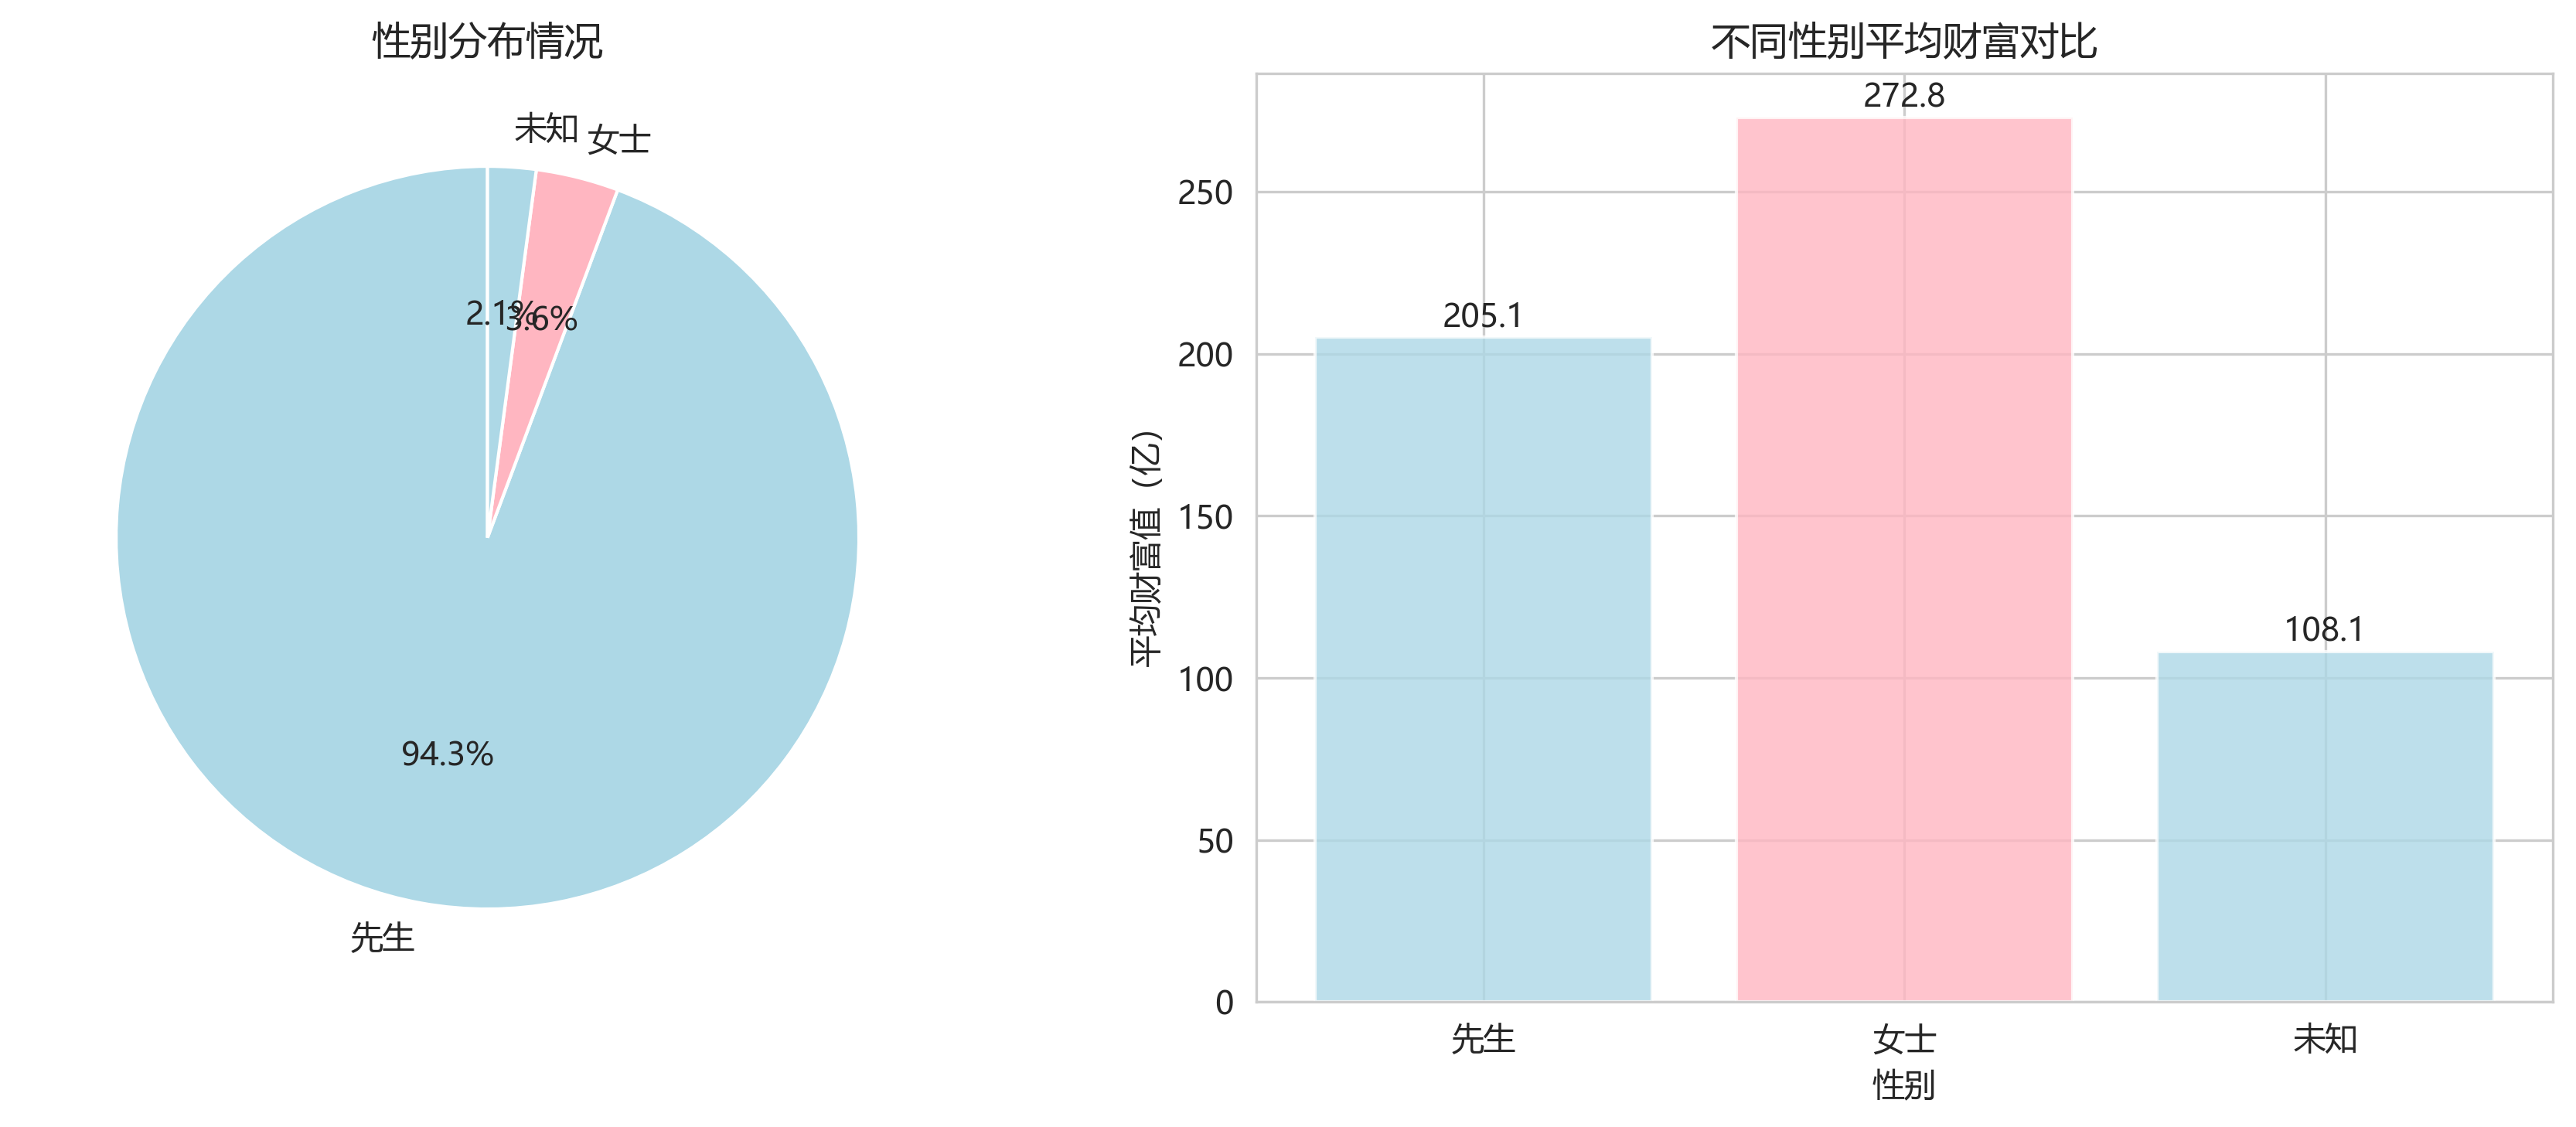 性别分布情况
未知
女士
2.1%
3.6%
94.3%
先生
不同性别平均财富对比
平均财富值（亿）
250
200
150
100
50
0
272.8
205.1
108.1
先生
女士
未知
性别